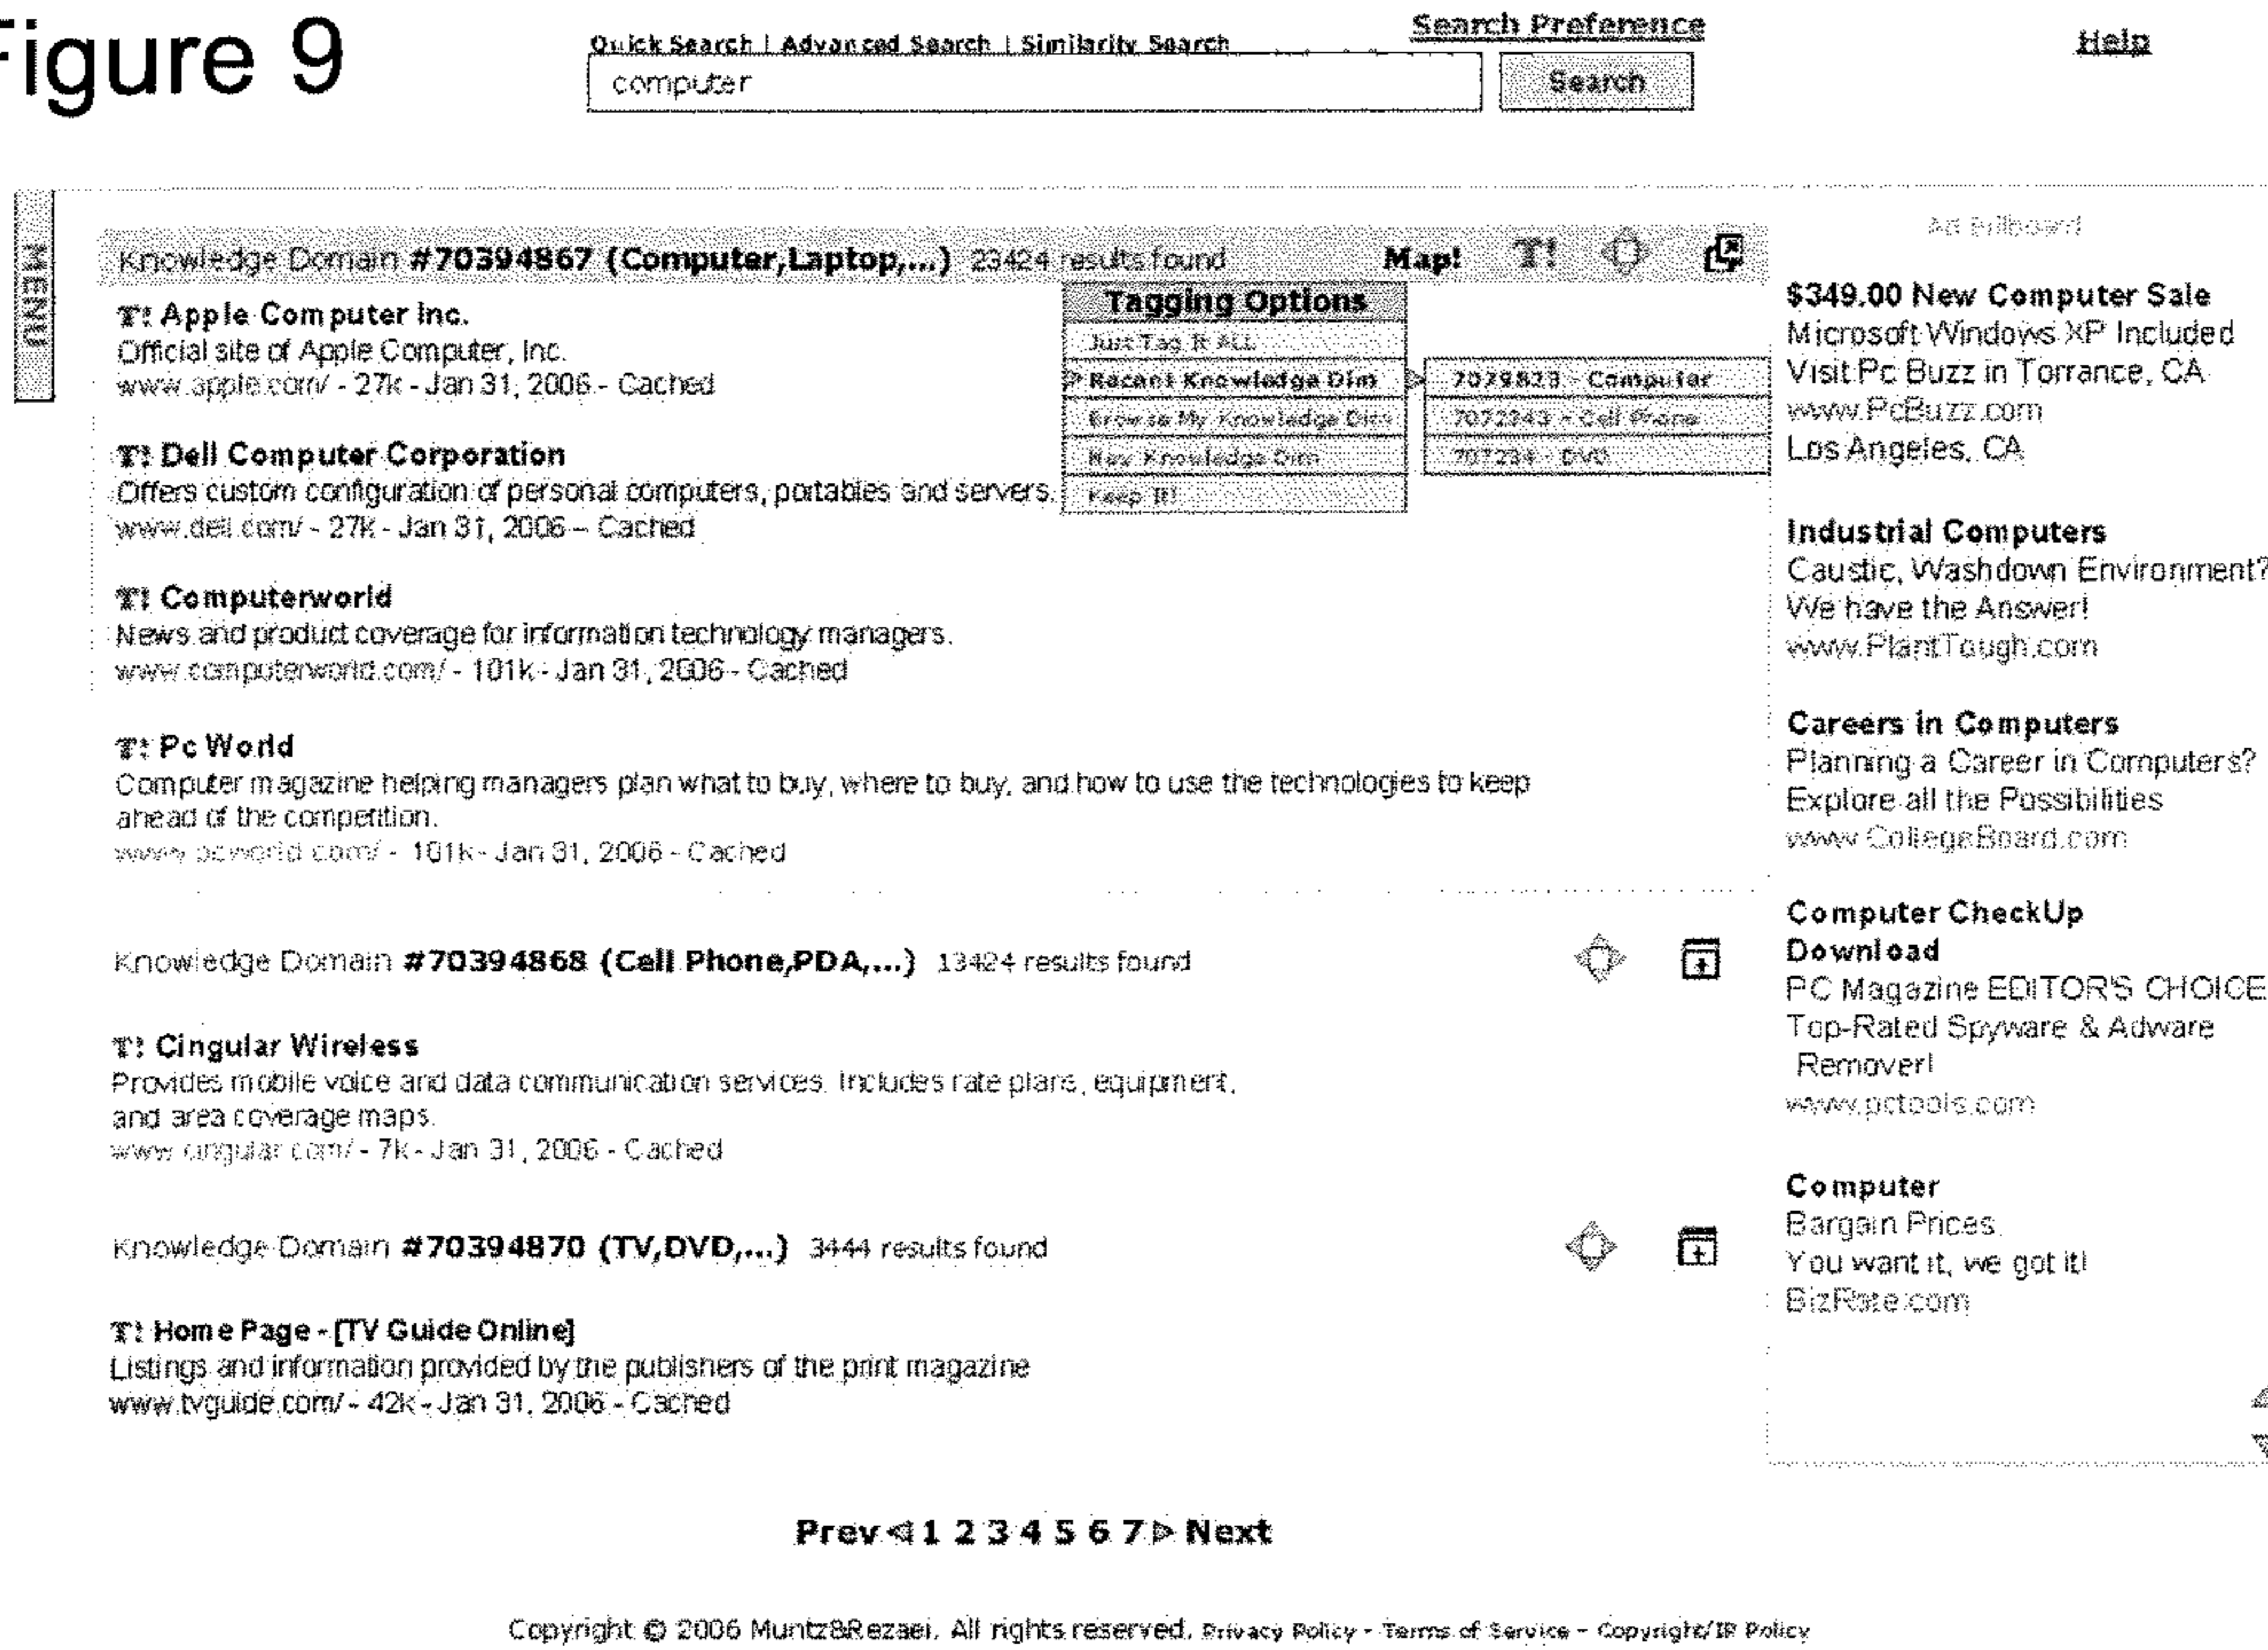 Figure 9
Quick Search | Advanced Search | Similarity Search
Search Preference
Help
computer
Search
MENU
Knowledge Domain #70394867 (Computer,Laptop,...) 23424 results found
Map! T!
T! Apple Computer Inc.
Official site of Apple Computer, Inc.
www.apple.com/ - 27k - Jan 31, 2006 - Cached
T! Dell Computer Corporation
Offers custom configuration of personal computers, portables and servers.
www.dell.com/ - 27k - Jan 31, 2006 – Cached
Tagging Options
Just Tag It ALL
Recent Knowledge Dim
Browse My Knowledge Dim
New Knowledge Dim
Keep It!
7079823 - Computer
7072343 - Cell Phone
707234 - DVD
T! Computerworld
News and product coverage for information technology managers.
www.computerworld.com/ - 101k - Jan 31, 2006 - Cached
T! Pc World
Computer magazine helping managers plan what to buy, where to buy, and how to use the technologies to keep
ahead of the competition.
www.pcworld.com/ - 101k - Jan 31, 2006 - Cached
Knowledge Domain #70394868 (Cell Phone,PDA,...) 13424 results found
T! Cingular Wireless
Provides mobile voice and data communication services. Includes rate plans, equipment,
and area coverage maps.
www.cingular.com/ - 7k - Jan 31, 2006 - Cached
Knowledge Domain #70394870 (TV,DVD,...) 3444 results found
T! Home Page - [TV Guide Online]
Listings and information provided by the publishers of the print magazine
www.tvguide.com/ - 42k - Jan 31, 2006 - Cached
Ad Billboard
$349.00 New Computer Sale
Microsoft Windows XP Included
Visit Pc Buzz in Torrance, CA
www.PcBuzz.com
Los Angeles, CA
Industrial Computers
Caustic, Washdown Environment?
We have the Answer!
www.PlantTough.com
Careers in Computers
Planning a Career in Computers?
Explore all the Possibilities
www.CollegeBoard.com
Computer CheckUp
Download
PC Magazine EDITOR'S CHOICE
Top-Rated Spyware & Adware
Remover!
www.pctools.com
Computer
Bargain Prices.
You want it, we got it!
BizRate.com
Prev 1 2 3 4 5 6 7 Next
Copyright © 2006 Muntz&Rezaei. All rights reserved. Privacy Policy - Terms of Service - Copyright/IP Policy